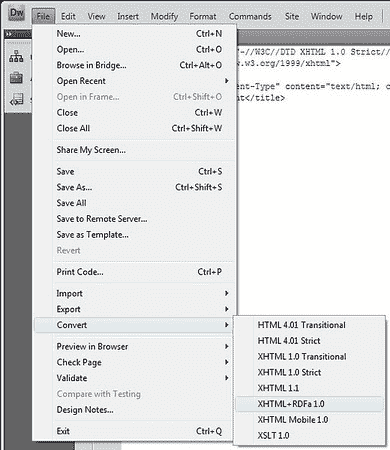 Dw File Edit View Insert Modify Format Commands Site Window Help
New... Ctrl+N
Open... Ctrl+O
Browse in Bridge... Ctrl+Alt+O
Open Recent
Open in Frame... Ctrl+Shift+O
Close Ctrl+W
Close All Ctrl+Shift+W
Share My Screen...
Save Ctrl+S
Save As... Ctrl+Shift+S
Save All
Save to Remote Server...
Save as Template...
Revert
Print Code... Ctrl+P
Import
Export
Convert
Preview in Browser
Check Page
Validate
Compare with Testing
Design Notes...
Exit Ctrl+Q
-//W3C//DTD XHTML 1.0 Strict//
w.w3.org/1999/xhtml">
ent-Type" content="text/html; c
nt</title>
HTML 4.01 Transitional
HTML 4.01 Strict
XHTML 1.0 Transitional
XHTML 1.0 Strict
XHTML 1.1
XHTML+RDFa 1.0
XHTML Mobile 1.0
XSLT 1.0